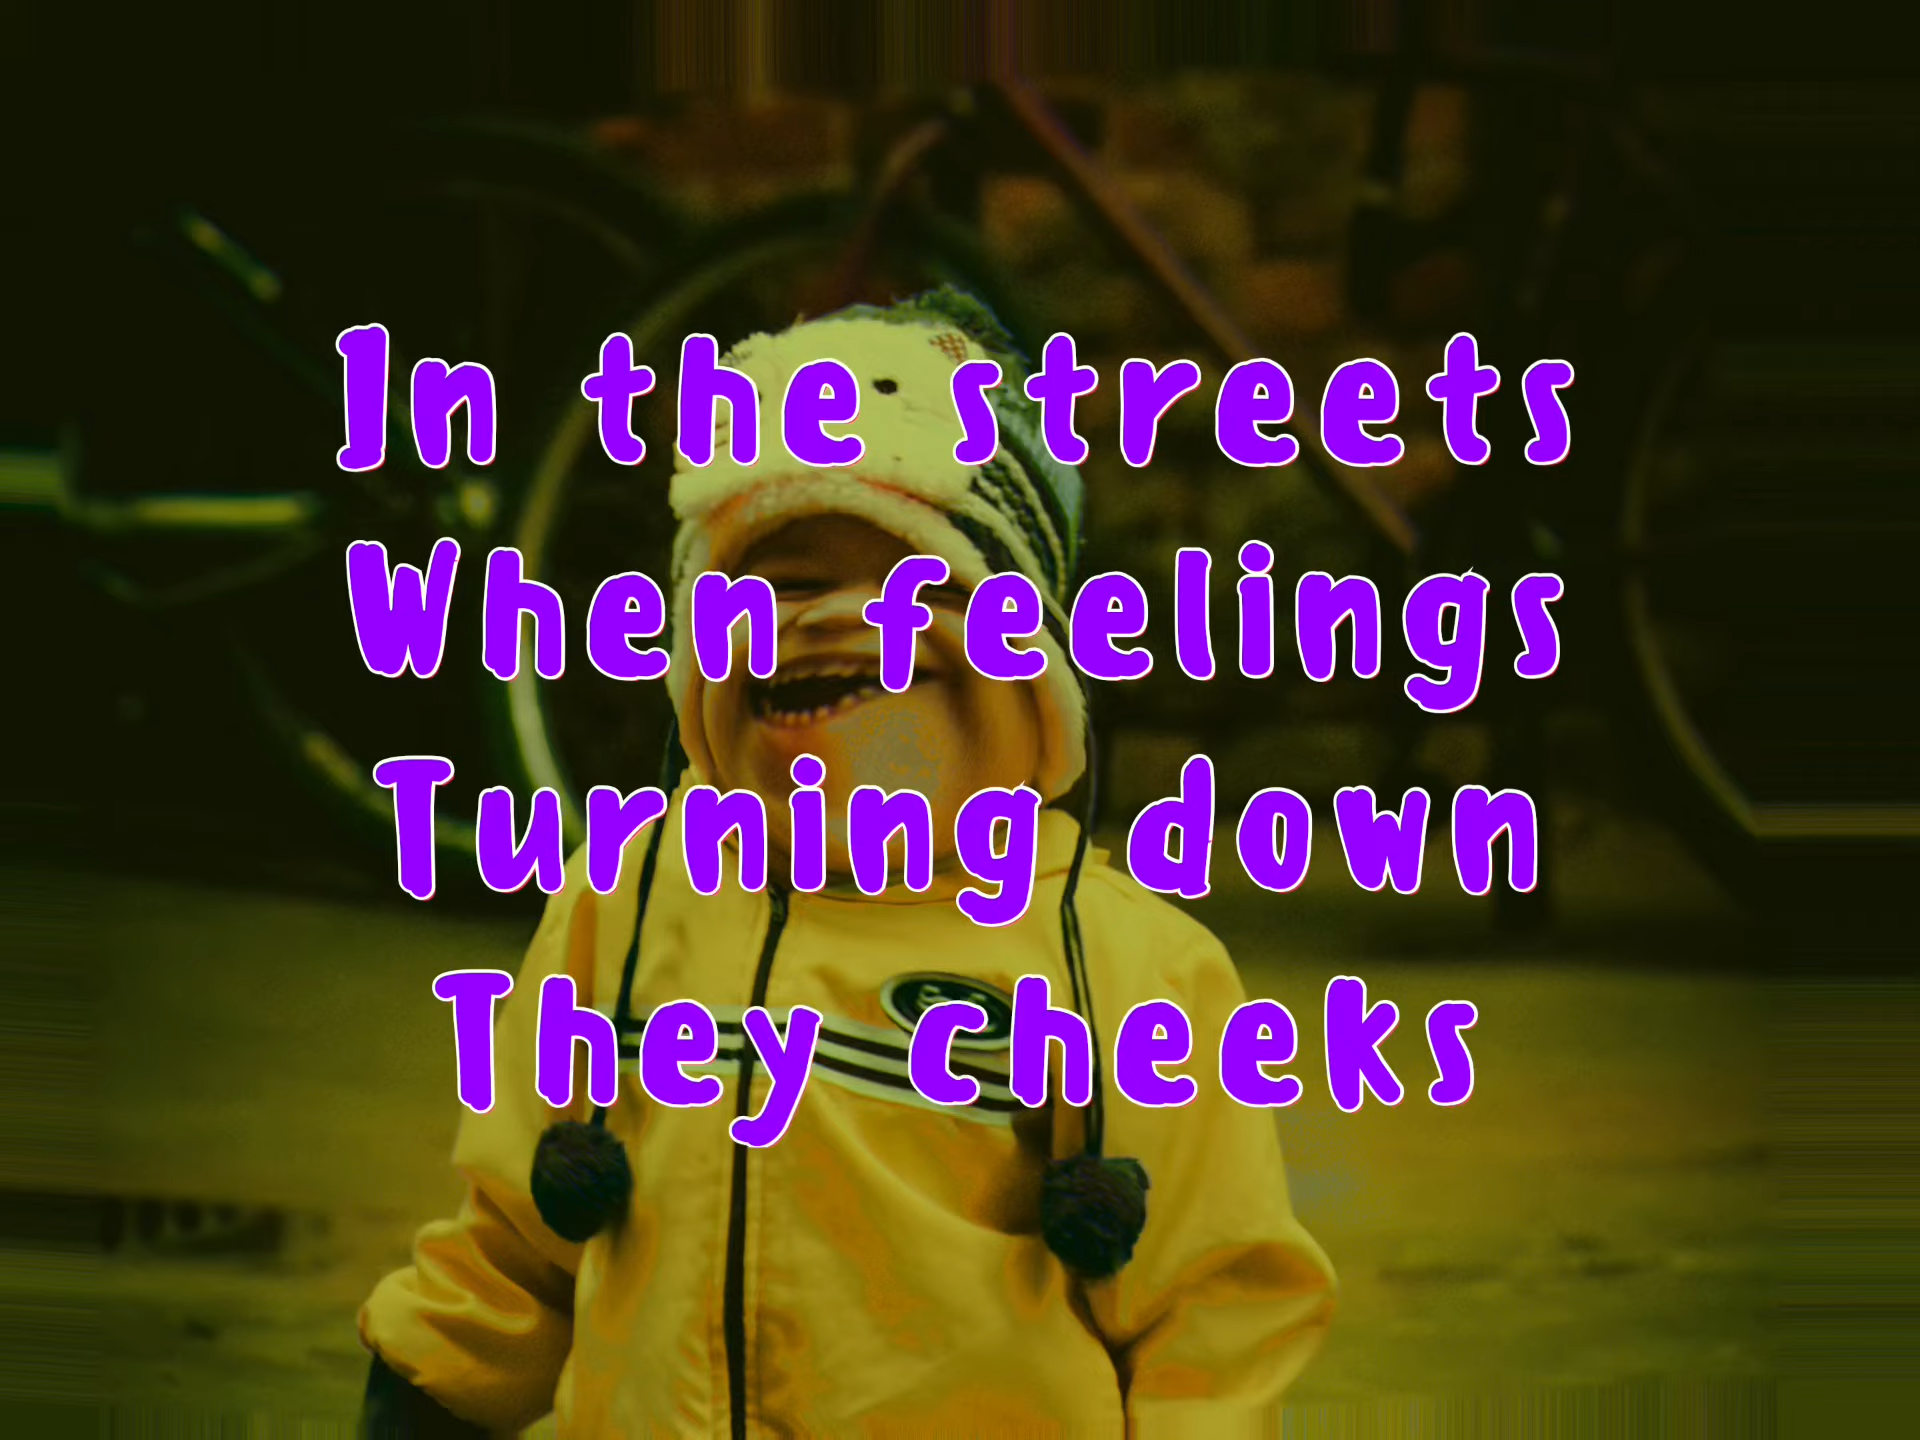 In the streets
When feelings
Turning down
They cheeks